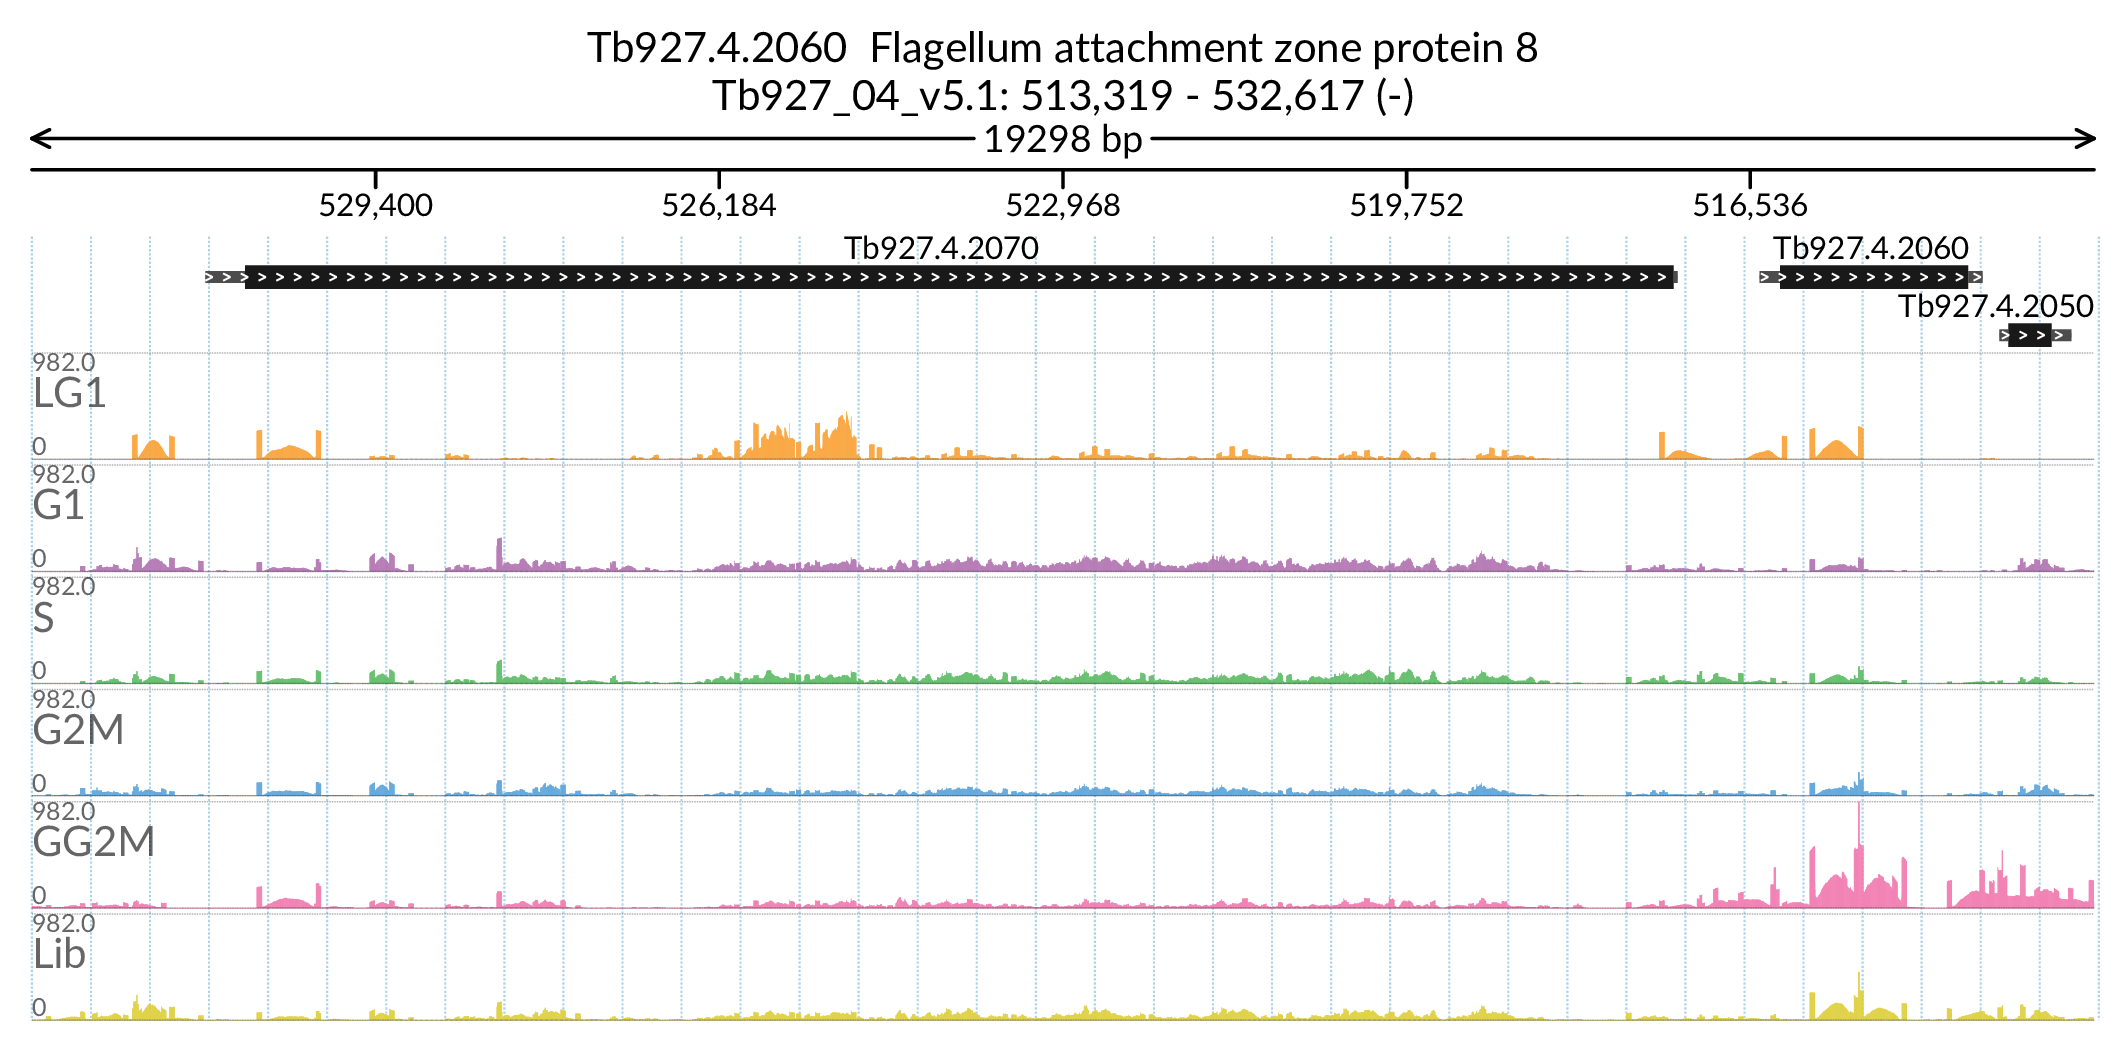 Tb927.4.2060  Flagellum attachment zone protein 8
Tb927_04_v5.1: 513,319 - 532,617 (-)
19298 bp
529,400 526,184 522,968 519,752 516,536
Tb927.4.2070 Tb927.4.2060
Tb927.4.2050
982.0
LG1
0
982.0
G1
0
982.0
S
0
982.0
G2M
0
982.0
GG2M
0
982.0
Lib
0